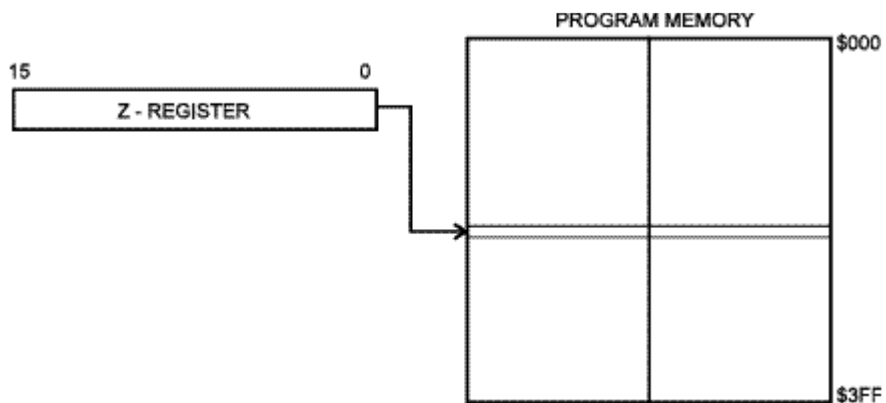 PROGRAM MEMORY
$000
15 0
Z - REGISTER
$3FF